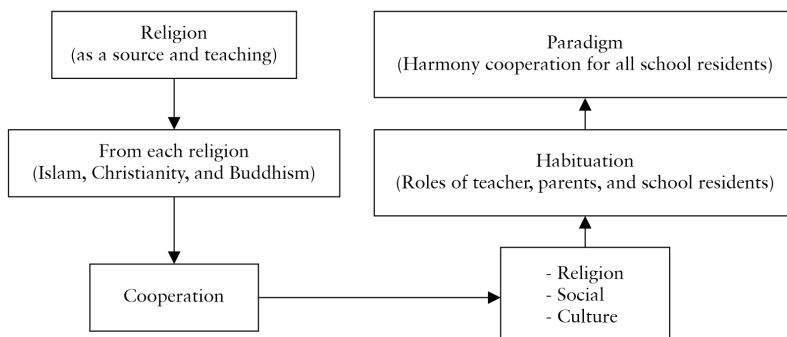 Religion
(as a source and teaching)
From each religion
(Islam, Christianity, and Buddhism)
Cooperation
- Religion
- Social
- Culture
Habituation
(Roles of teacher, parents, and school residents)
Paradigm
(Harmony cooperation for all school residents)